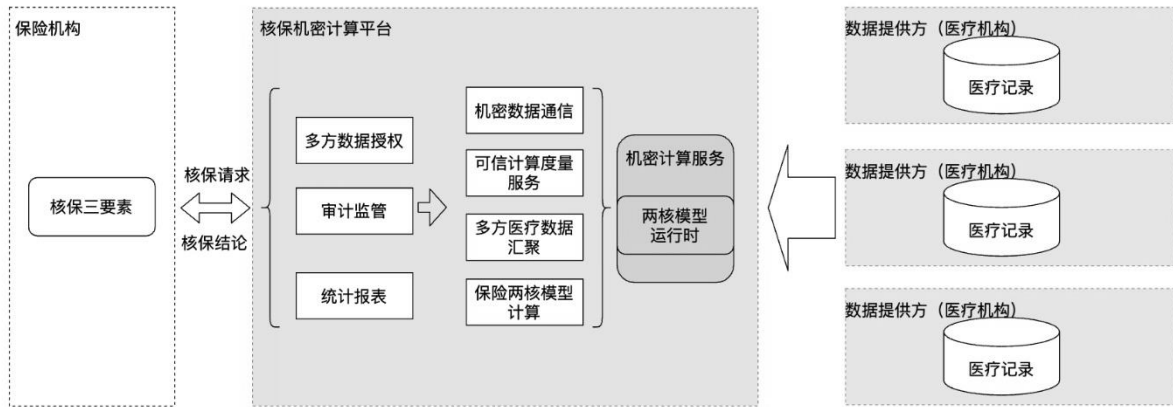 保险机构
核保三要素
核保请求
核保结论
核保机密计算平台
多方数据授权
审计监管
统计报表
机密数据通信
可信计算度量
服务
多方医疗数据
汇聚
保险两核模型
计算
机密计算服务
两核模型
运行时
数据提供方（医疗机构）
医疗记录
数据提供方（医疗机构）
医疗记录
数据提供方（医疗机构）
医疗记录